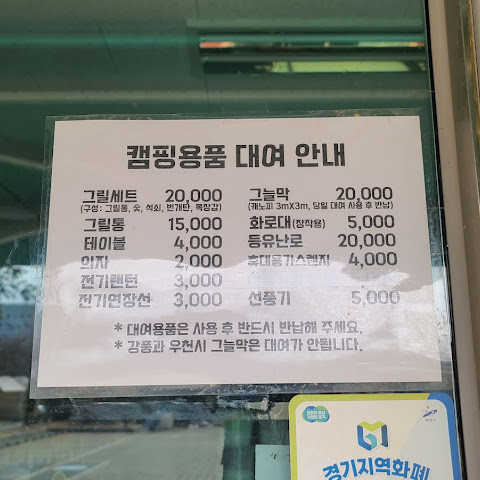 캠핑용품 대여 안내
그릴세트 20,000
(구성: 그릴통, 숯, 석쇠, 번개탄, 목장갑)
그릴통 15,000
테이블 4,000
의자 2,000
전기랜턴 3,000
전기연장선 3,000
그늘막 20,000
(캐노피 3mX3m, 당일 대여 사용 후 반납)
화로대(장작용) 5,000
등유난로 20,000
휴대용가스렌지 4,000
선풍기 5,000
* 대여용품은 사용 후 반드시 반납해 주세요.
* 강풍과 우천시 그늘막은 대여가 안됩니다.
경기지역화폐